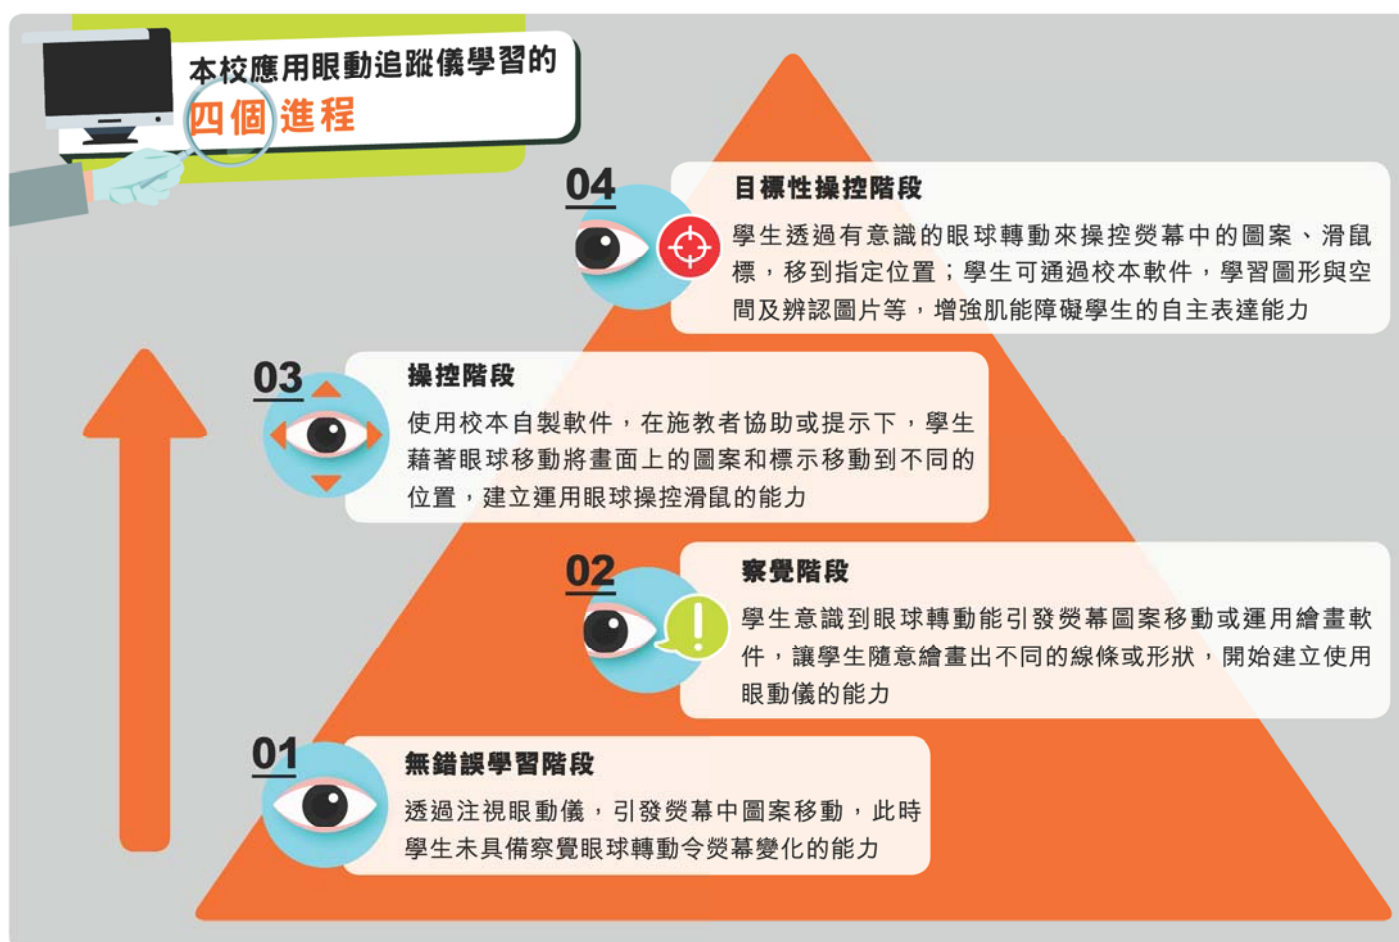 本校應用眼動追蹤儀學習的
四個進程
04
目標性操控階段
學生透過有意識的眼球轉動來操控熒幕中的圖案、滑鼠
標，移到指定位置；學生可通過校本軟件，學習圖形與空
間及辨認圖片等，增強肌能障礙學生的自主表達能力
03
操控階段
使用校本自製軟件，在施教者協助或提示下，學生
藉著眼球移動將畫面上的圖案和標示移動到不同的
位置，建立運用眼球操控滑鼠的能力
02
察覺階段
學生意識到眼球轉動能引發熒幕圖案移動或運用繪畫軟
件，讓學生隨意繪畫出不同的線條或形狀，開始建立使用
眼動儀的能力
01
無錯誤學習階段
透過注視眼動儀，引發熒幕中圖案移動，此時
學生未具備察覺眼球轉動令熒幕變化的能力